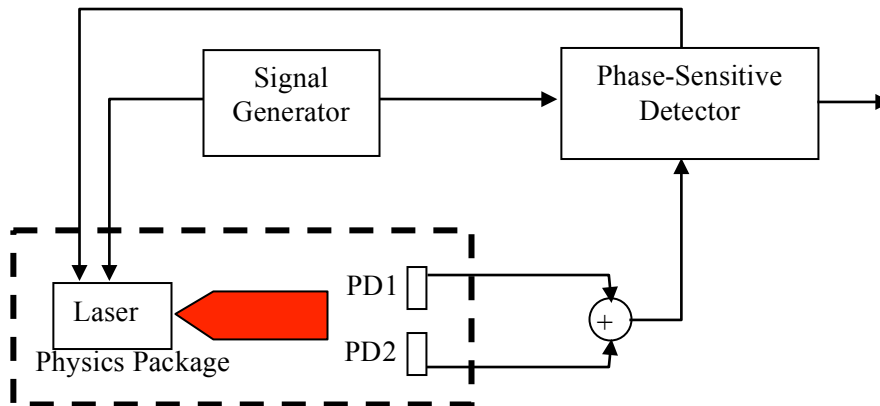 Signal
Generator
Phase-Sensitive
Detector
PD1
Laser
+
PD2
Physics Package